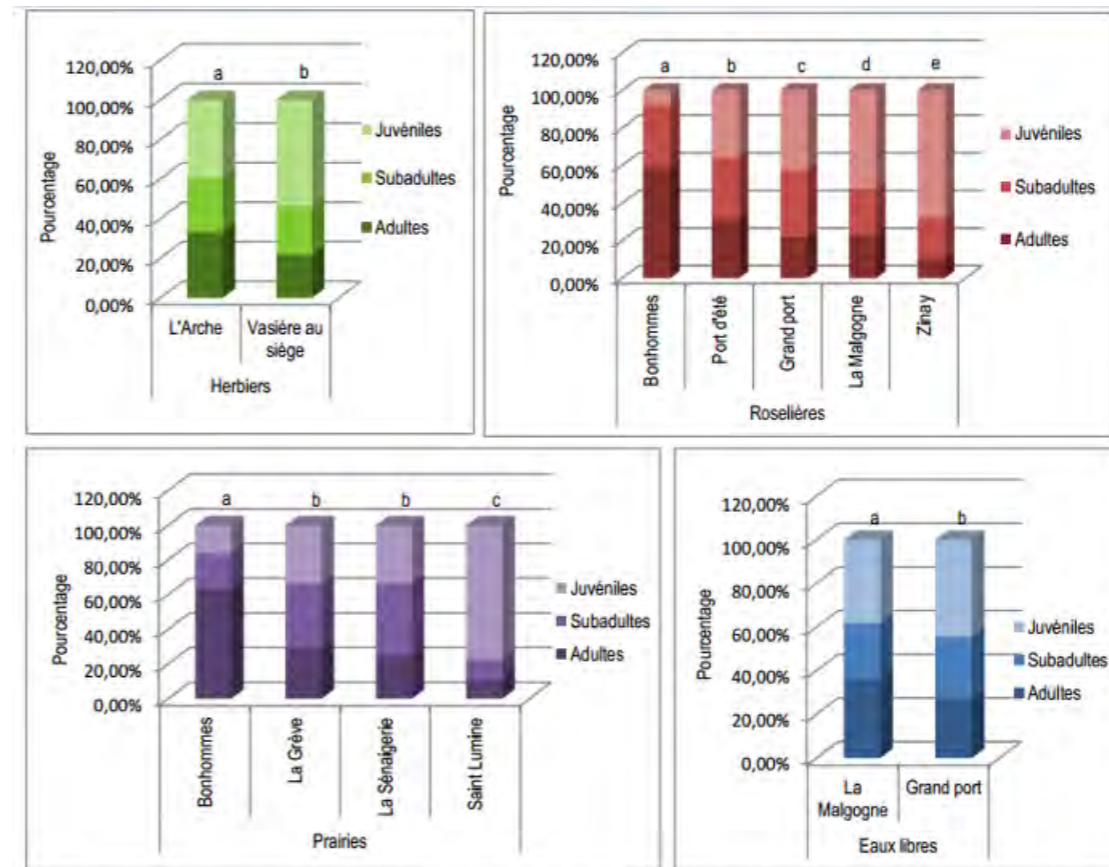 120,00%
100,00%
80,00%
60,00%
40,00%
20,00%
0,00%
Pourcentage
a b
Juvéniles
Subadultes
Adultes
L'Arche
Vasière au siège
Herbiers
120,00%
100,00%
80,00%
60,00%
40,00%
20,00%
0,00%
Pourcentage
a b c d e
Juvéniles
Subadultes
Adultes
Bonhommes
Port d'été
Grand port
La Malgogne
Zinay
Roselières
120,00%
100,00%
80,00%
60,00%
40,00%
20,00%
0,00%
Pourcentage
a b b c
Juvéniles
Subadultes
Adultes
Bonhommes
La Grève
La Sénaigerie
Saint Lumine
Prairies
120,00%
100,00%
80,00%
60,00%
40,00%
20,00%
0,00%
Pourcentage
a b
Juvéniles
Subadultes
Adultes
La Malgogne
Grand port
Eaux libres